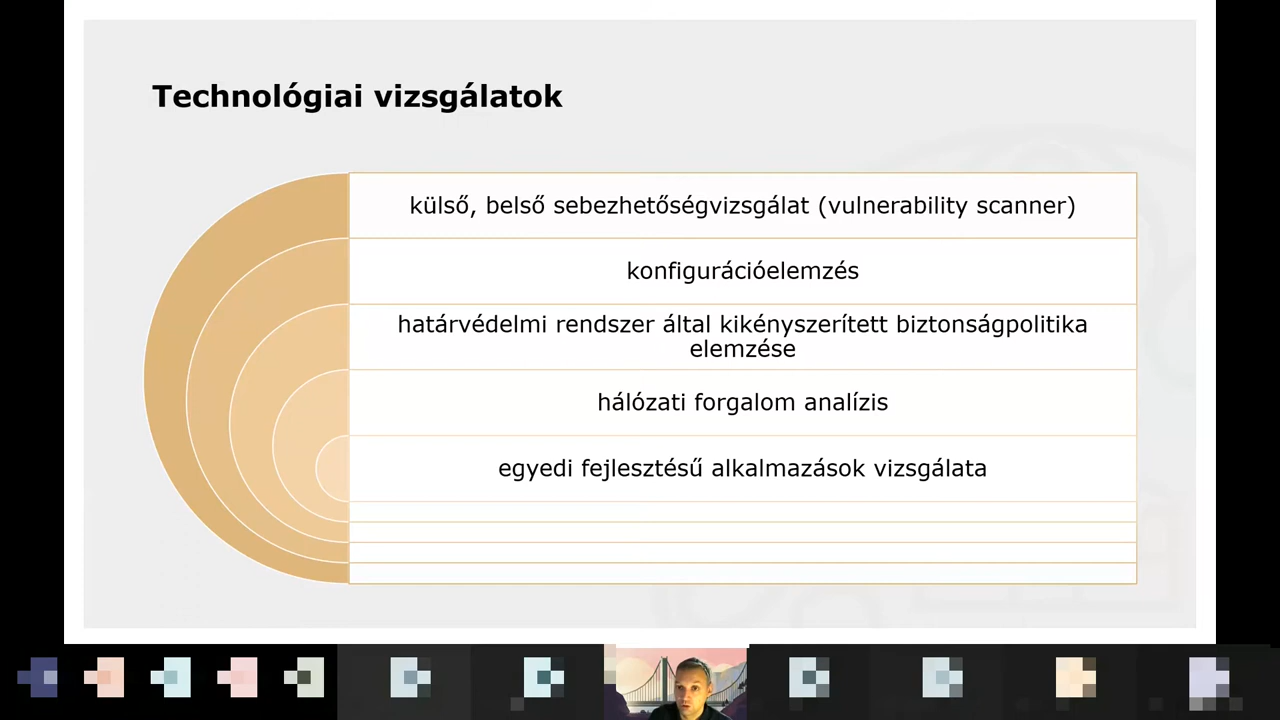 Technológiai vizsgálatok
külső, belső sebezhetőségvizsgálat (vulnerability scanner)
konfigurációelemzés
határvédelmi rendszer által kikényszerített biztonságpolitika
elemzése
hálózati forgalom analízis
egyedi fejlesztésű alkalmazások vizsgálata